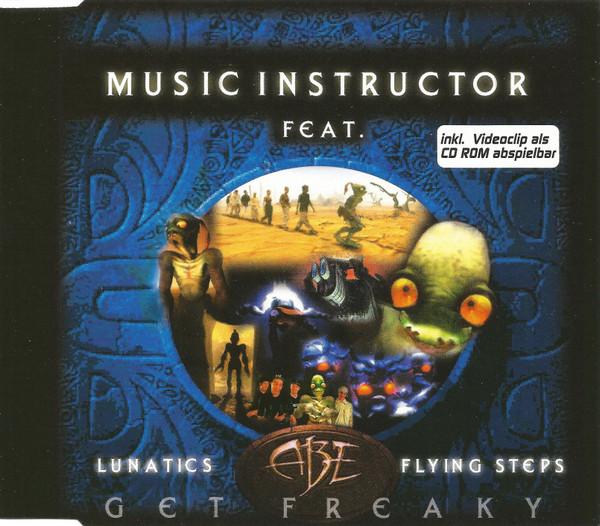 MUSIC INSTRUCTOR
FEAT.
inkl. Videoclip als
CD ROM abspielbar
LUNATICS
ABE
FLYING STEPS
GET FREAKY